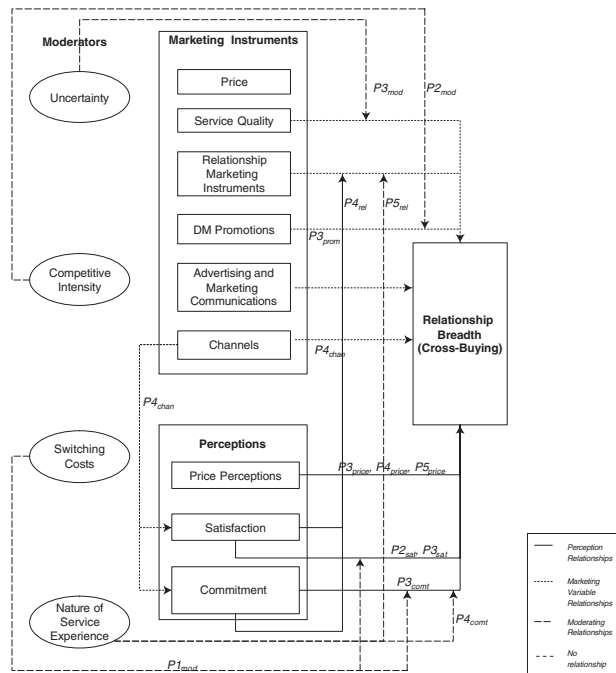 Moderators
Marketing Instruments
Uncertainty
Price
P3mod
P2mod
Service Quality
Relationship
Marketing
Instruments
P4rel
P5rel
DM Promotions
P3prom
Competitive
Intensity
Advertising and
Marketing
Communications
Relationship
Breadth
(Cross-Buying)
Channels
P4chan
P4chan
Switching
Costs
Perceptions
Price Perceptions
P3price, P4price, P5price
Satisfaction
P2sat, P3sat
Commitment
P3comt
Nature of
Service
Experience
P4comt
P1mod
Perception
Relationships
Marketing
Variable
Relationships
Moderating
Relationships
No
relationship